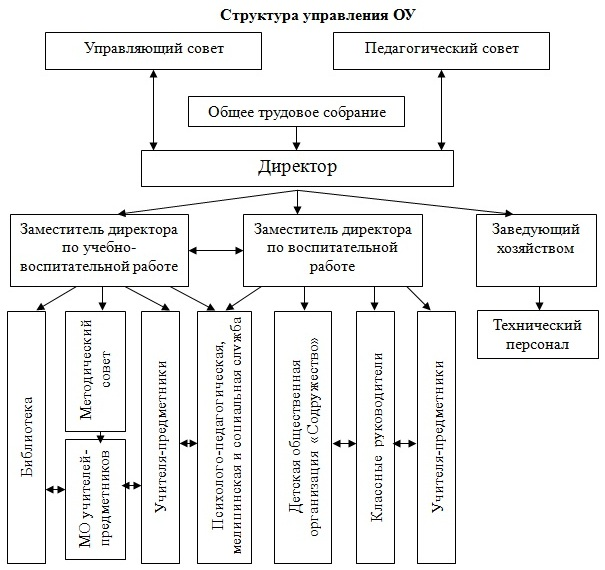 Структура управления ОУ
Управляющий совет
Педагогический совет
Общее трудовое собрание
Директор
Заместитель директора
по учебно-
воспитательной работе
Заместитель директора
по воспитательной
работе
Заведующий
хозяйством
Технический
персонал
Библиотека
Методический
совет
МО учителей-
предметников
Учителя-предметники
Психолого-педагогическая,
медицинская и социальная служба
Детская общественная
организация «Содружество»
Классные руководители
Учителя-предметники